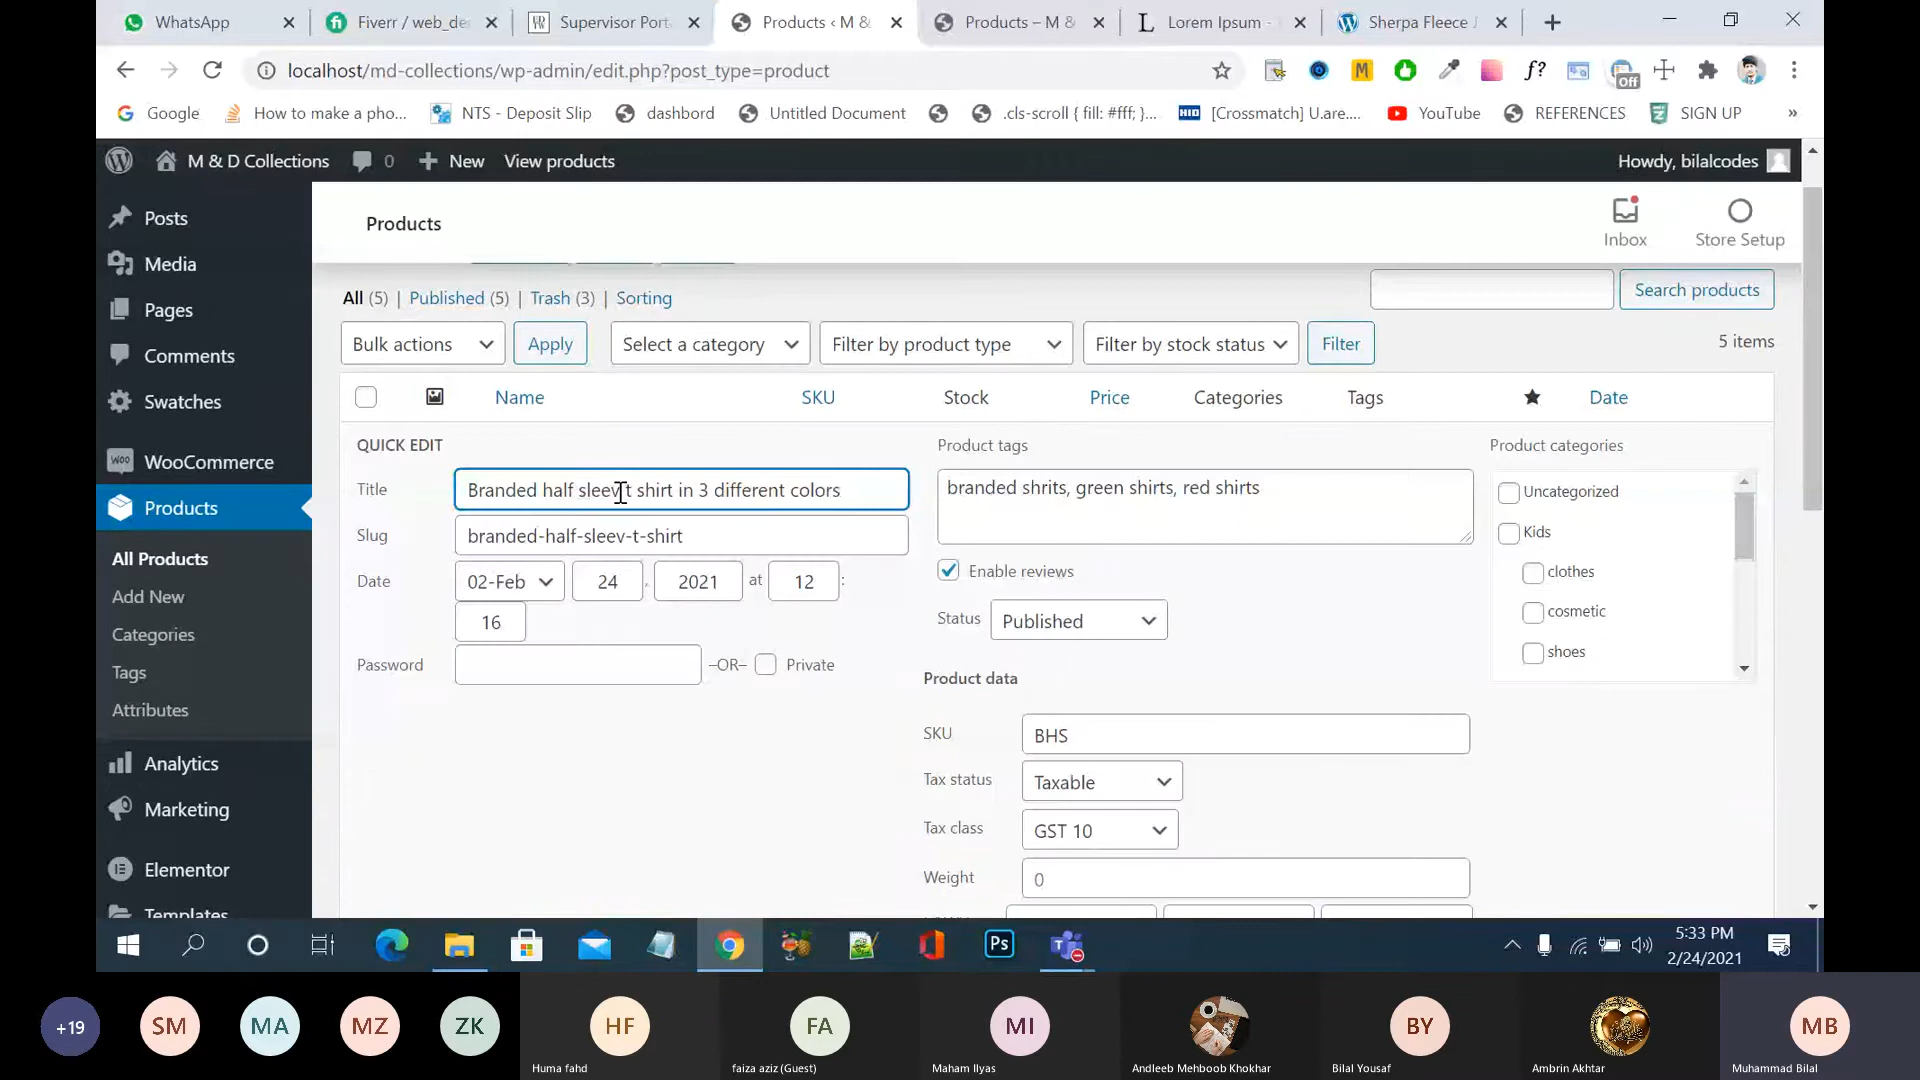 WhatsApp
Fiverr / web_de
Supervisor Port
Products ‹ M &
Products – M &
Lorem Ipsum -
Sherpa Fleece J
localhost/md-collections/wp-admin/edit.php?post_type=product
M
f?
Off
Google
How to make a pho...
NTS - Deposit Slip
dashbord
Untitled Document
.cls-scroll { fill: #fff; }...
HID
[Crossmatch] U.are....
YouTube
REFERENCES
SIGN UP
»
M & D Collections
0
New
View products
Howdy, bilalcodes
Posts
Media
Pages
Comments
Swatches
WooCommerce
Products
All Products
Add New
Categories
Tags
Attributes
Analytics
Marketing
Elementor
Templates
Products
Inbox
Store Setup
All (5) | Published (5) | Trash (3) | Sorting
Search products
Bulk actions
Apply
Select a category
Filter by product type
Filter by stock status
Filter
5 items
Name
SKU
Stock
Price
Categories
Tags
Date
QUICK EDIT
Title
Branded half sleev t shirt in 3 different colors
Slug
branded-half-sleev-t-shirt
Date
02-Feb
24
,
2021
at
12
:
16
Password
–OR–
Private
Product tags
branded shrits, green shirts, red shirts
Enable reviews
Status
Published
Product data
SKU
BHS
Tax status
Taxable
Tax class
GST 10
Weight
0
Product categories
Uncategorized
Kids
clothes
cosmetic
shoes
Ps
5:33 PM
2/24/2021
+19
SM
MA
MZ
ZK
HF
Huma fahd
FA
faiza aziz (Guest)
MI
Maham Ilyas
Andleeb Mehboob Khokhar
BY
Bilal Yousaf
Ambrin Akhtar
MB
Muhammad Bilal